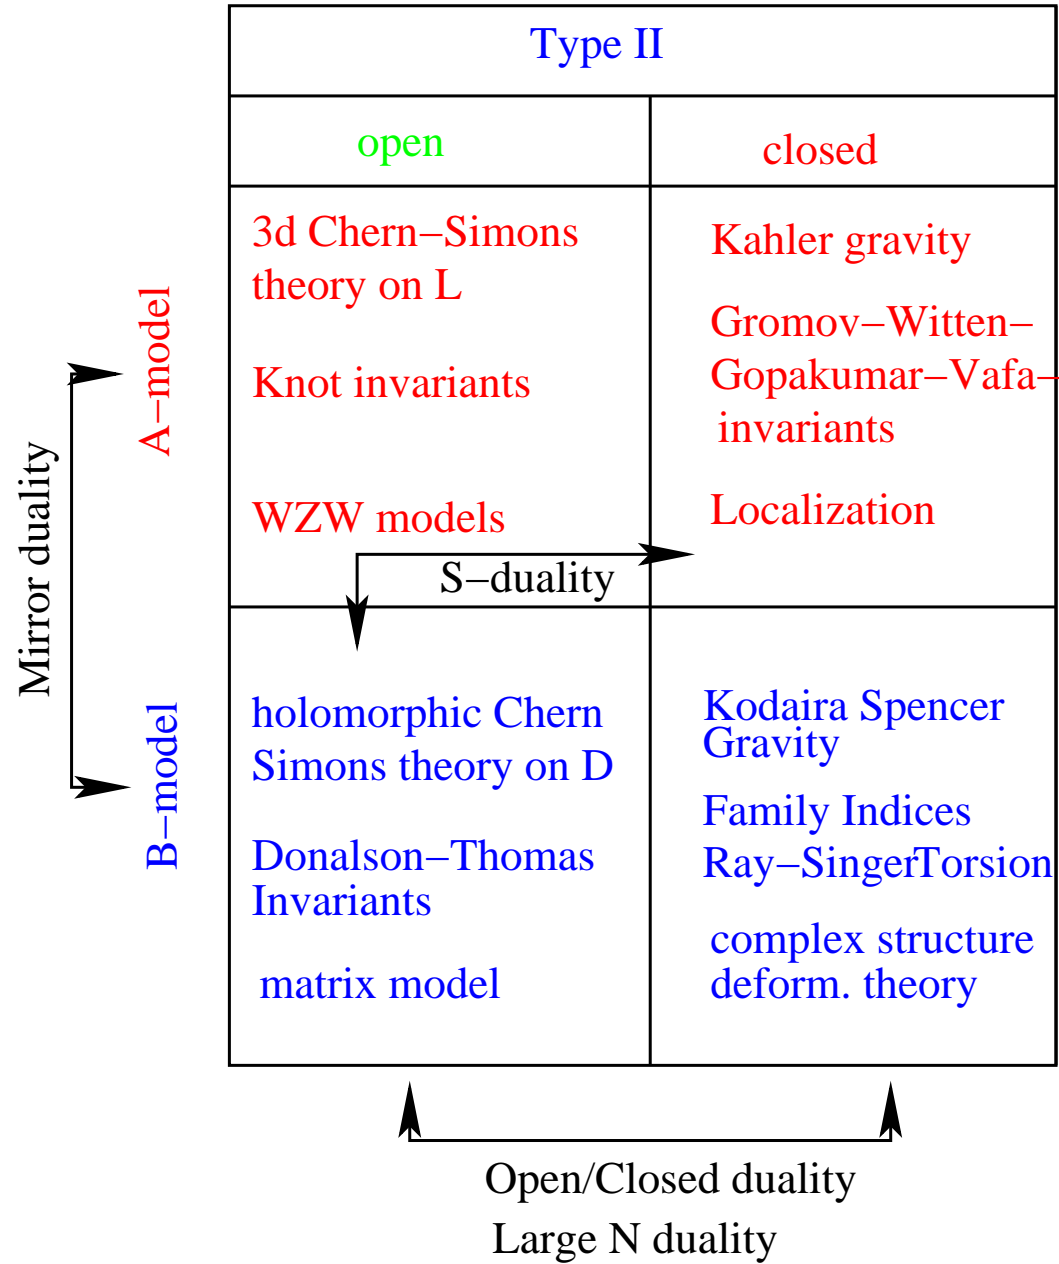 Type II
open
closed
3d Chern−Simons
theory on L
Knot invariants
WZW models
Kahler gravity
Gromov−Witten−
Gopakumar−Vafa−
invariants
Localization
S−duality
A−model
Mirror duality
B−model
holomorphic Chern
Simons theory on D
Donalson−Thomas
Invariants
matrix model
Kodaira Spencer
Gravity
Family Indices
Ray−SingerTorsion
complex structure
deform. theory
Open/Closed duality
Large N duality